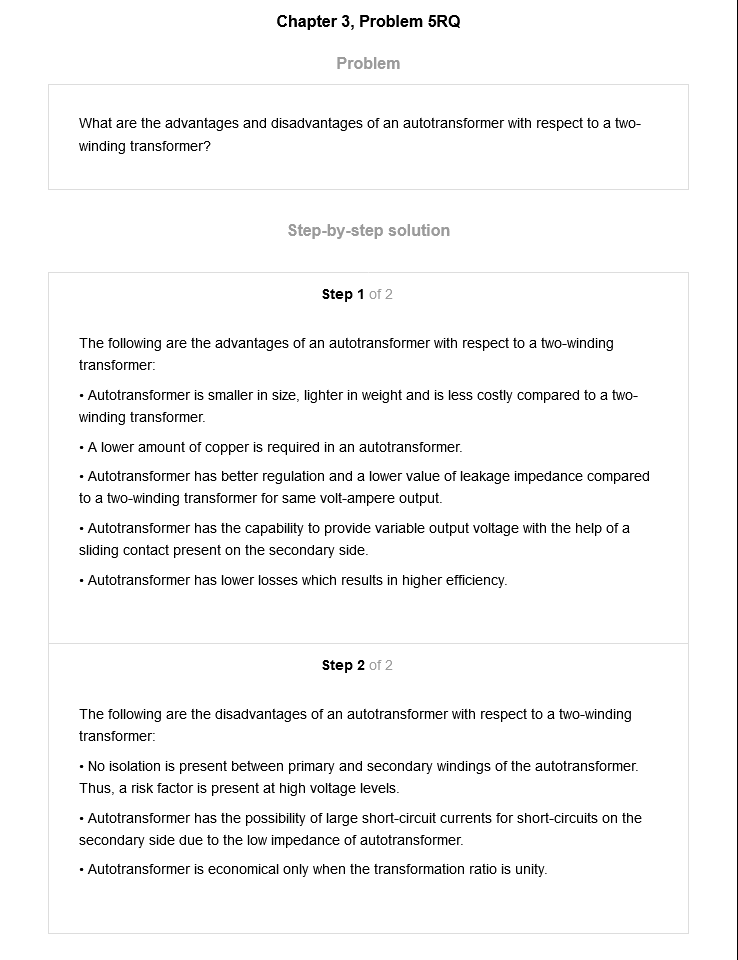 Chapter 3, Problem 5RQ
Problem
What are the advantages and disadvantages of an autotransformer with respect to a two-
winding transformer?
Step-by-step solution
Step 1 of 2
The following are the advantages of an autotransformer with respect to a two-winding
transformer:
• Autotransformer is smaller in size, lighter in weight and is less costly compared to a two-
winding transformer.
• A lower amount of copper is required in an autotransformer.
• Autotransformer has better regulation and a lower value of leakage impedance compared
to a two-winding transformer for same volt-ampere output.
• Autotransformer has the capability to provide variable output voltage with the help of a
sliding contact present on the secondary side.
• Autotransformer has lower losses which results in higher efficiency.
Step 2 of 2
The following are the disadvantages of an autotransformer with respect to a two-winding
transformer:
• No isolation is present between primary and secondary windings of the autotransformer.
Thus, a risk factor is present at high voltage levels.
• Autotransformer has the possibility of large short-circuit currents for short-circuits on the
secondary side due to the low impedance of autotransformer.
• Autotransformer is economical only when the transformation ratio is unity.